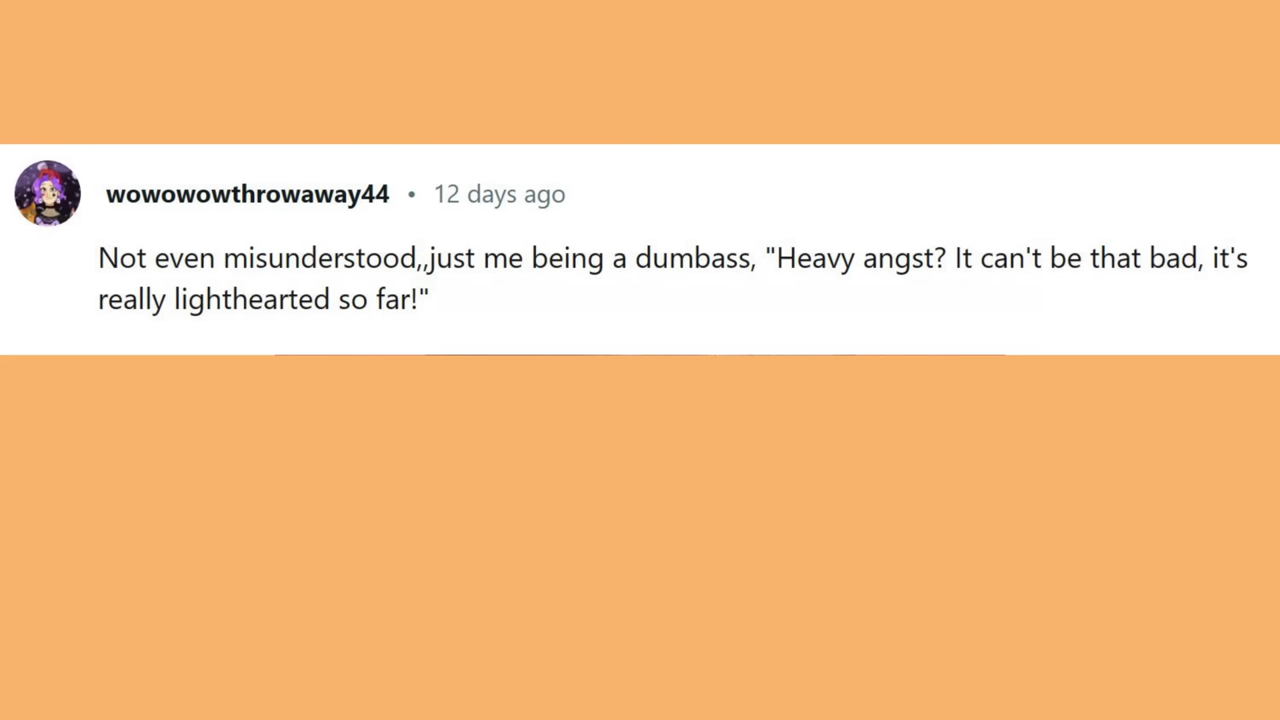 wowowowthrowaway44 • 12 days ago
Not even misunderstood,,just me being a dumbass, "Heavy angst? It can't be that bad, it's
really lighthearted so far!"